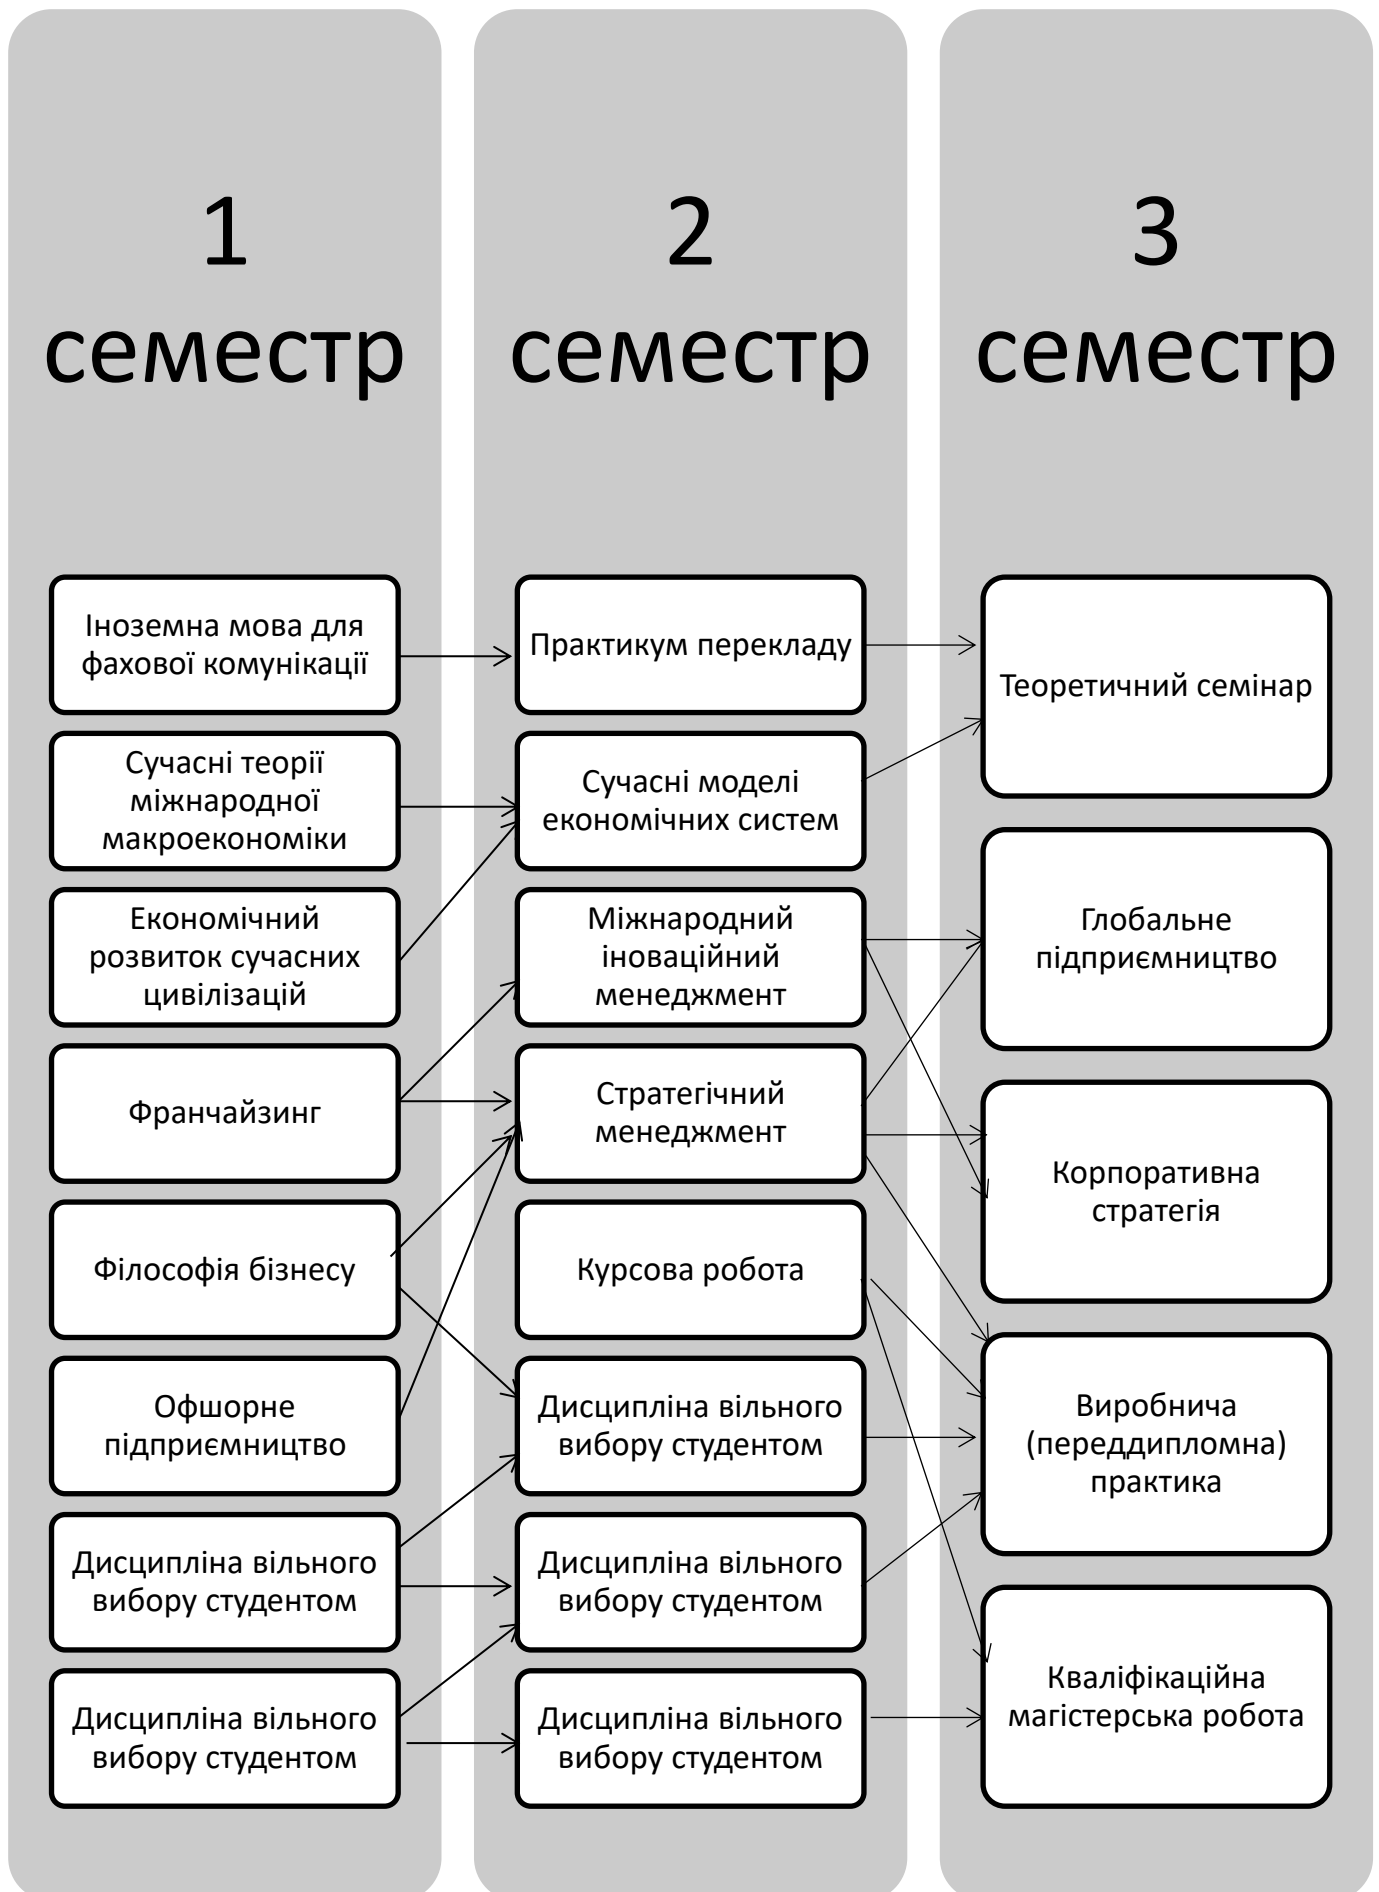 1
семестр
Іноземна мова для
фахової комунікації
Сучасні теорії
міжнародної
макроекономіки
Економічний
розвиток сучасних
цивілізацій
Франчайзинг
Філософія бізнесу
Офшорне
підприємництво
Дисципліна вільного
вибору студентом
Дисципліна вільного
вибору студентом
2
семестр
Практикум перекладу
Сучасні моделі
економічних систем
Міжнародний
іноваційний
менеджмент
Стратегічний
менеджмент
Курсова робота
Дисципліна вільного
вибору студентом
Дисципліна вільного
вибору студентом
Дисципліна вільного
вибору студентом
3
семестр
Теоретичний семінар
Глобальне
підприємництво
Корпоративна
стратегія
Виробнича
(переддипломна)
практика
Кваліфікаційна
магістерська робота